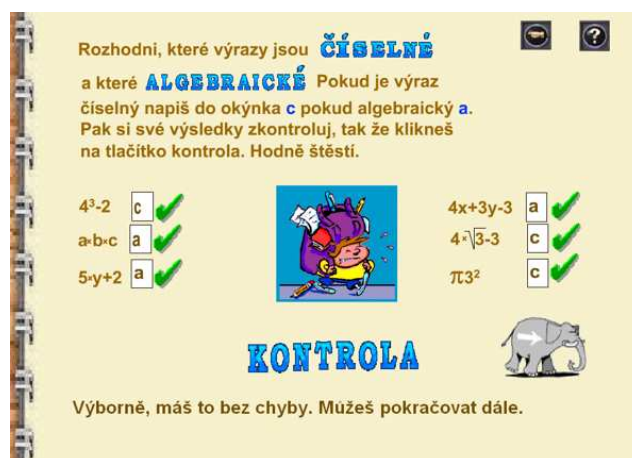 Rozhodni, které výrazy jsou ČÍSELNÉ
a které ALGEBRAICKÉ Pokud je výraz
číselný napiš do okýnka c pokud algebraický a.
Pak si své výsledky zkontroluj, tak že klikneš
na tlačítko kontrola. Hodně štěstí.
4³-2 c
a×b×c a
5×y+2 a
4x+3y-3 a
4×√3-3 c
π3² c
KONTROLA
Výborně, máš to bez chyby. Múžeš pokračovat dále.
?